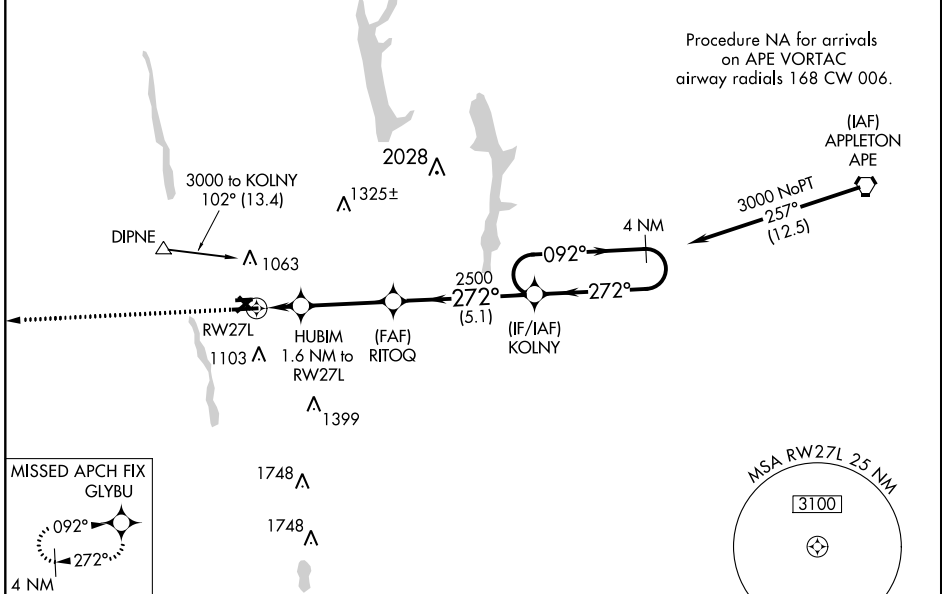 Procedure NA for arrivals
on APE VORTAC
airway radials 168 CW 006.
(IAF)
APPLETON
APE
2028
3000 to KOLNY
102° (13.4)
1325±
3000 NoPT
257°
(12.5)
4 NM
DIPNE
1063
092°
2500
272°
(5.1)
272°
RW27L
HUBIM
1.6 NM to
RW27L
(FAF)
RITOQ
(IF/IAF)
KOLNY
1103
1399
MISSED APCH FIX
GLYBU
092°
272°
4 NM
1748
1748
MSA RW27L 25 NM
3100